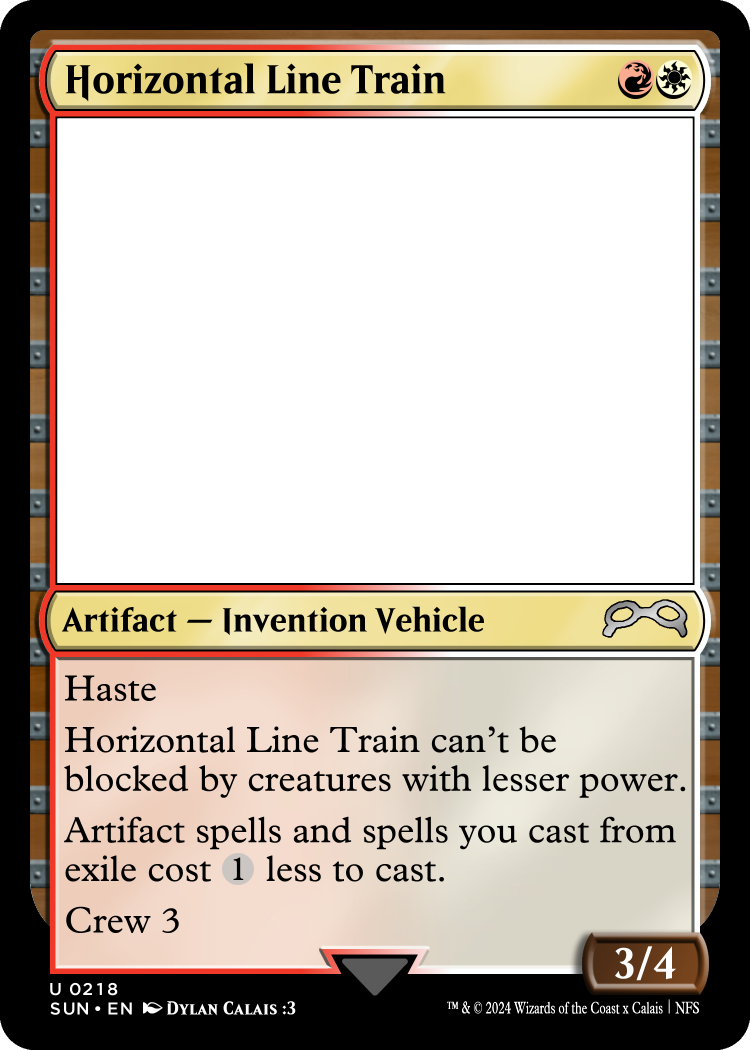 Horizontal Line Train
Artifact — Invention Vehicle
Haste
Horizontal Line Train can't be
blocked by creatures with lesser power.
Artifact spells and spells you cast from
exile cost 1 less to cast.
Crew 3
3/4
U 0218
SUN • EN Dylan Calais :3
™ & © 2024 Wizards of the Coast x Calais | NFS